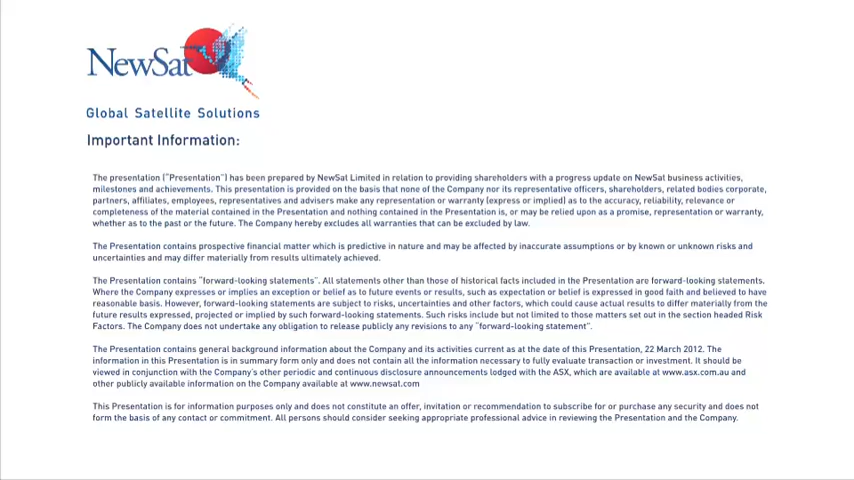 NewSat
Global Satellite Solutions
Important Information:
The presentation ("Presentation") has been prepared by NewSat Limited in relation to providing shareholders with a progress update on NewSat business activities,
milestones and achievements. This presentation is provided on the basis that none of the Company nor its representative officers, shareholders, related bodies corporate,
partners, affiliates, employees, representatives and advisers make any representation or warranty (express or implied) as to the accuracy, reliability, relevance or
completeness of the material contained in the Presentation and nothing contained in the Presentation is, or may be relied upon as a promise, representation or warranty,
whether as to the past or the future. The Company hereby excludes all warranties that can be excluded by law.
The Presentation contains prospective financial matter which is predictive in nature and may be affected by inaccurate assumptions or by known or unknown risks and
uncertainties and may differ materially from results ultimately achieved.
The Presentation contains "forward-looking statements". All statements other than those of historical facts included in the Presentation are forward-looking statements.
Where the Company expresses or implies an exception or belief as to future events or results, such as expectation or belief is expressed in good faith and believed to have
reasonable basis. However, forward-looking statements are subject to risks, uncertainties and other factors, which could cause actual results to differ materially from the
future results expressed, projected or implied by such forward-looking statements. Such risks include but not limited to those matters set out in the section headed Risk
Factors. The Company does not undertake any obligation to release publicly any revisions to any "forward-looking statement".
The Presentation contains general background information about the Company and its activities current as at the date of this Presentation, 22 March 2012. The
information in this Presentation is in summary form only and does not contain all the information necessary to fully evaluate transaction or investment. It should be
viewed in conjunction with the Company's other periodic and continuous disclosure announcements lodged with the ASX, which are available at www.asx.com.au and
other publicly available information on the Company available at www.newsat.com
This Presentation is for information purposes only and does not constitute an offer, invitation or recommendation to subscribe for or purchase any security and does not
form the basis of any contact or commitment. All persons should consider seeking appropriate professional advice in reviewing the Presentation and the Company.